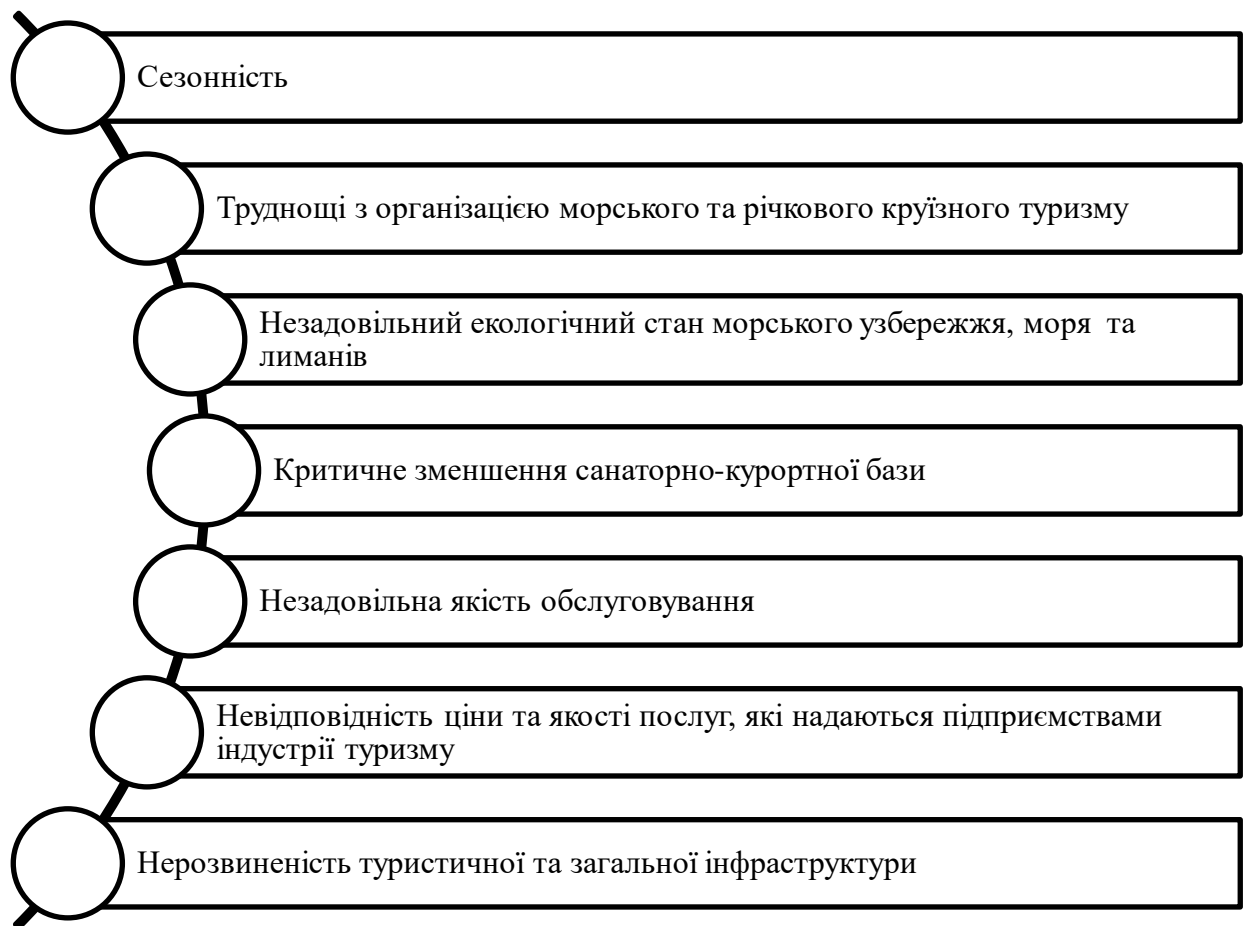 Сезонність
Труднощі з організацією морського та річкового круїзного туризму
Незадовільний екологічний стан морського узбережжя, моря та
лиманів
Критичне зменшення санаторно-курортної бази
Незадовільна якість обслуговування
Невідповідність ціни та якості послуг, які надаються підприємствами
індустрії туризму
Нерозвиненість туристичної та загальної інфраструктури